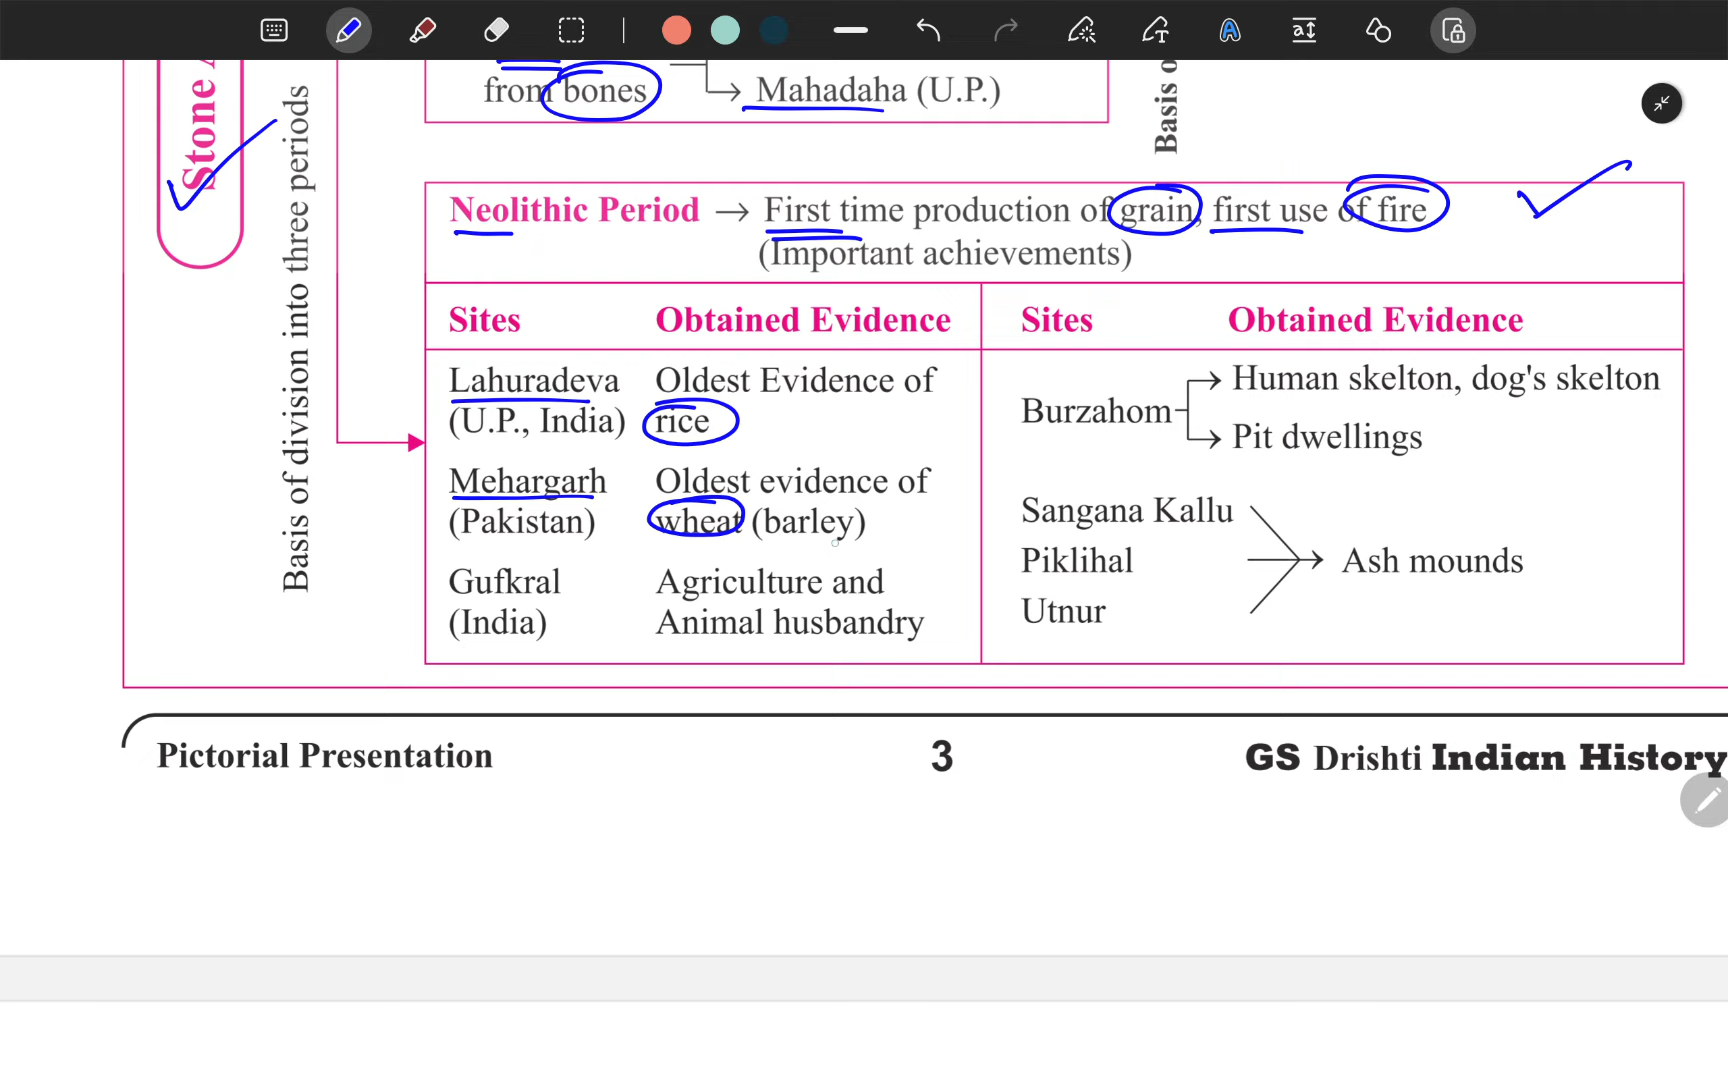 Stone
Basis of division into three periods
from bones
Mahadaha (U.P.)
Basis o
Neolithic Period → First time production of grain, first use of fire
(Important achievements)
Sites Obtained Evidence
Lahuradeva Oldest Evidence of
(U.P., India) rice
Mehargarh Oldest evidence of
(Pakistan) wheat (barley)
Gufkral Agriculture and
(India) Animal husbandry
Sites Obtained Evidence
Burzahom
Human skelton, dog's skelton
Pit dwellings
Sangana Kallu
Piklihal
Utnur
Ash mounds
Pictorial Presentation 3 GS Drishti Indian History